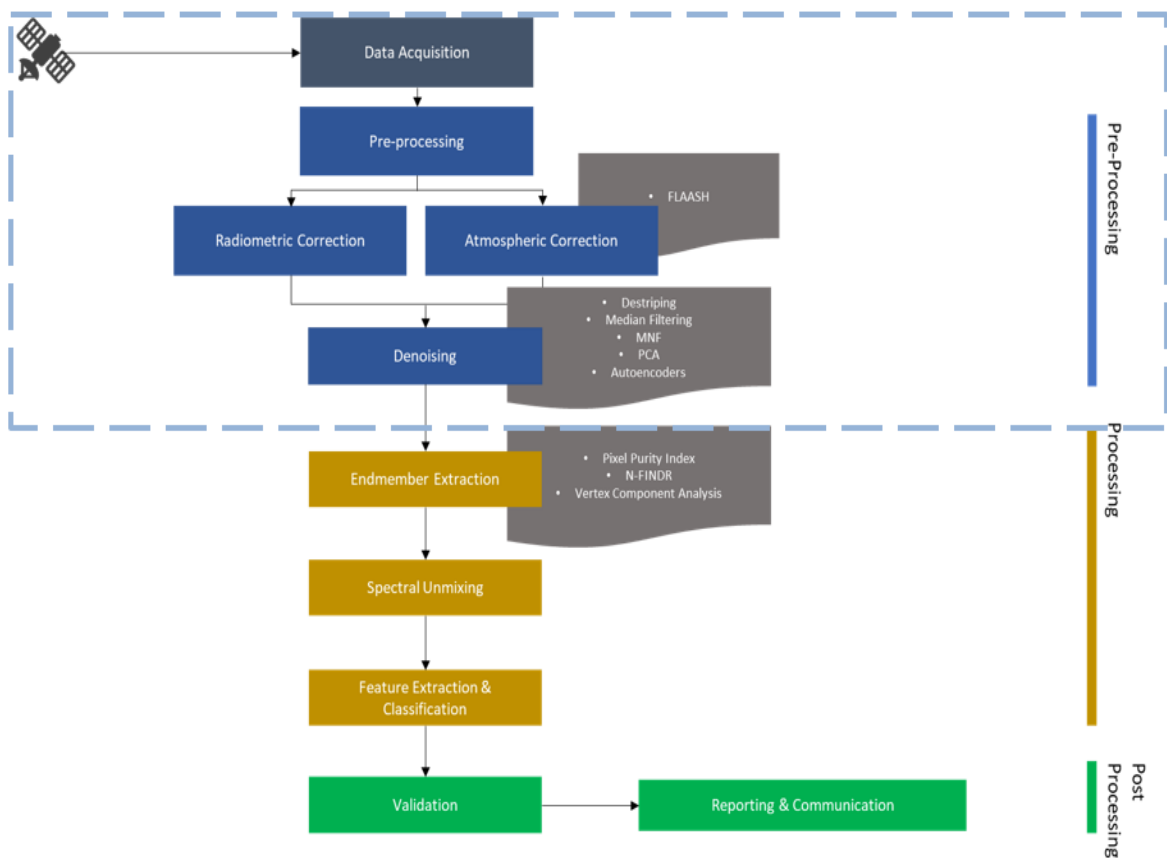 Data Acquisition
Pre-processing
• FLAASH
Radiometric Correction
Atmospheric Correction
• Destriping
• Median Filtering
• MNF
• PCA
• Autoencoders
Denoising
Pre-Processing
• Pixel Purity Index
• N-FINDR
• Vertex Component Analysis
Endmember Extraction
Spectral Unmixing
Feature Extraction &
Classification
Processing
Validation
Reporting & Communication
Post
Processing